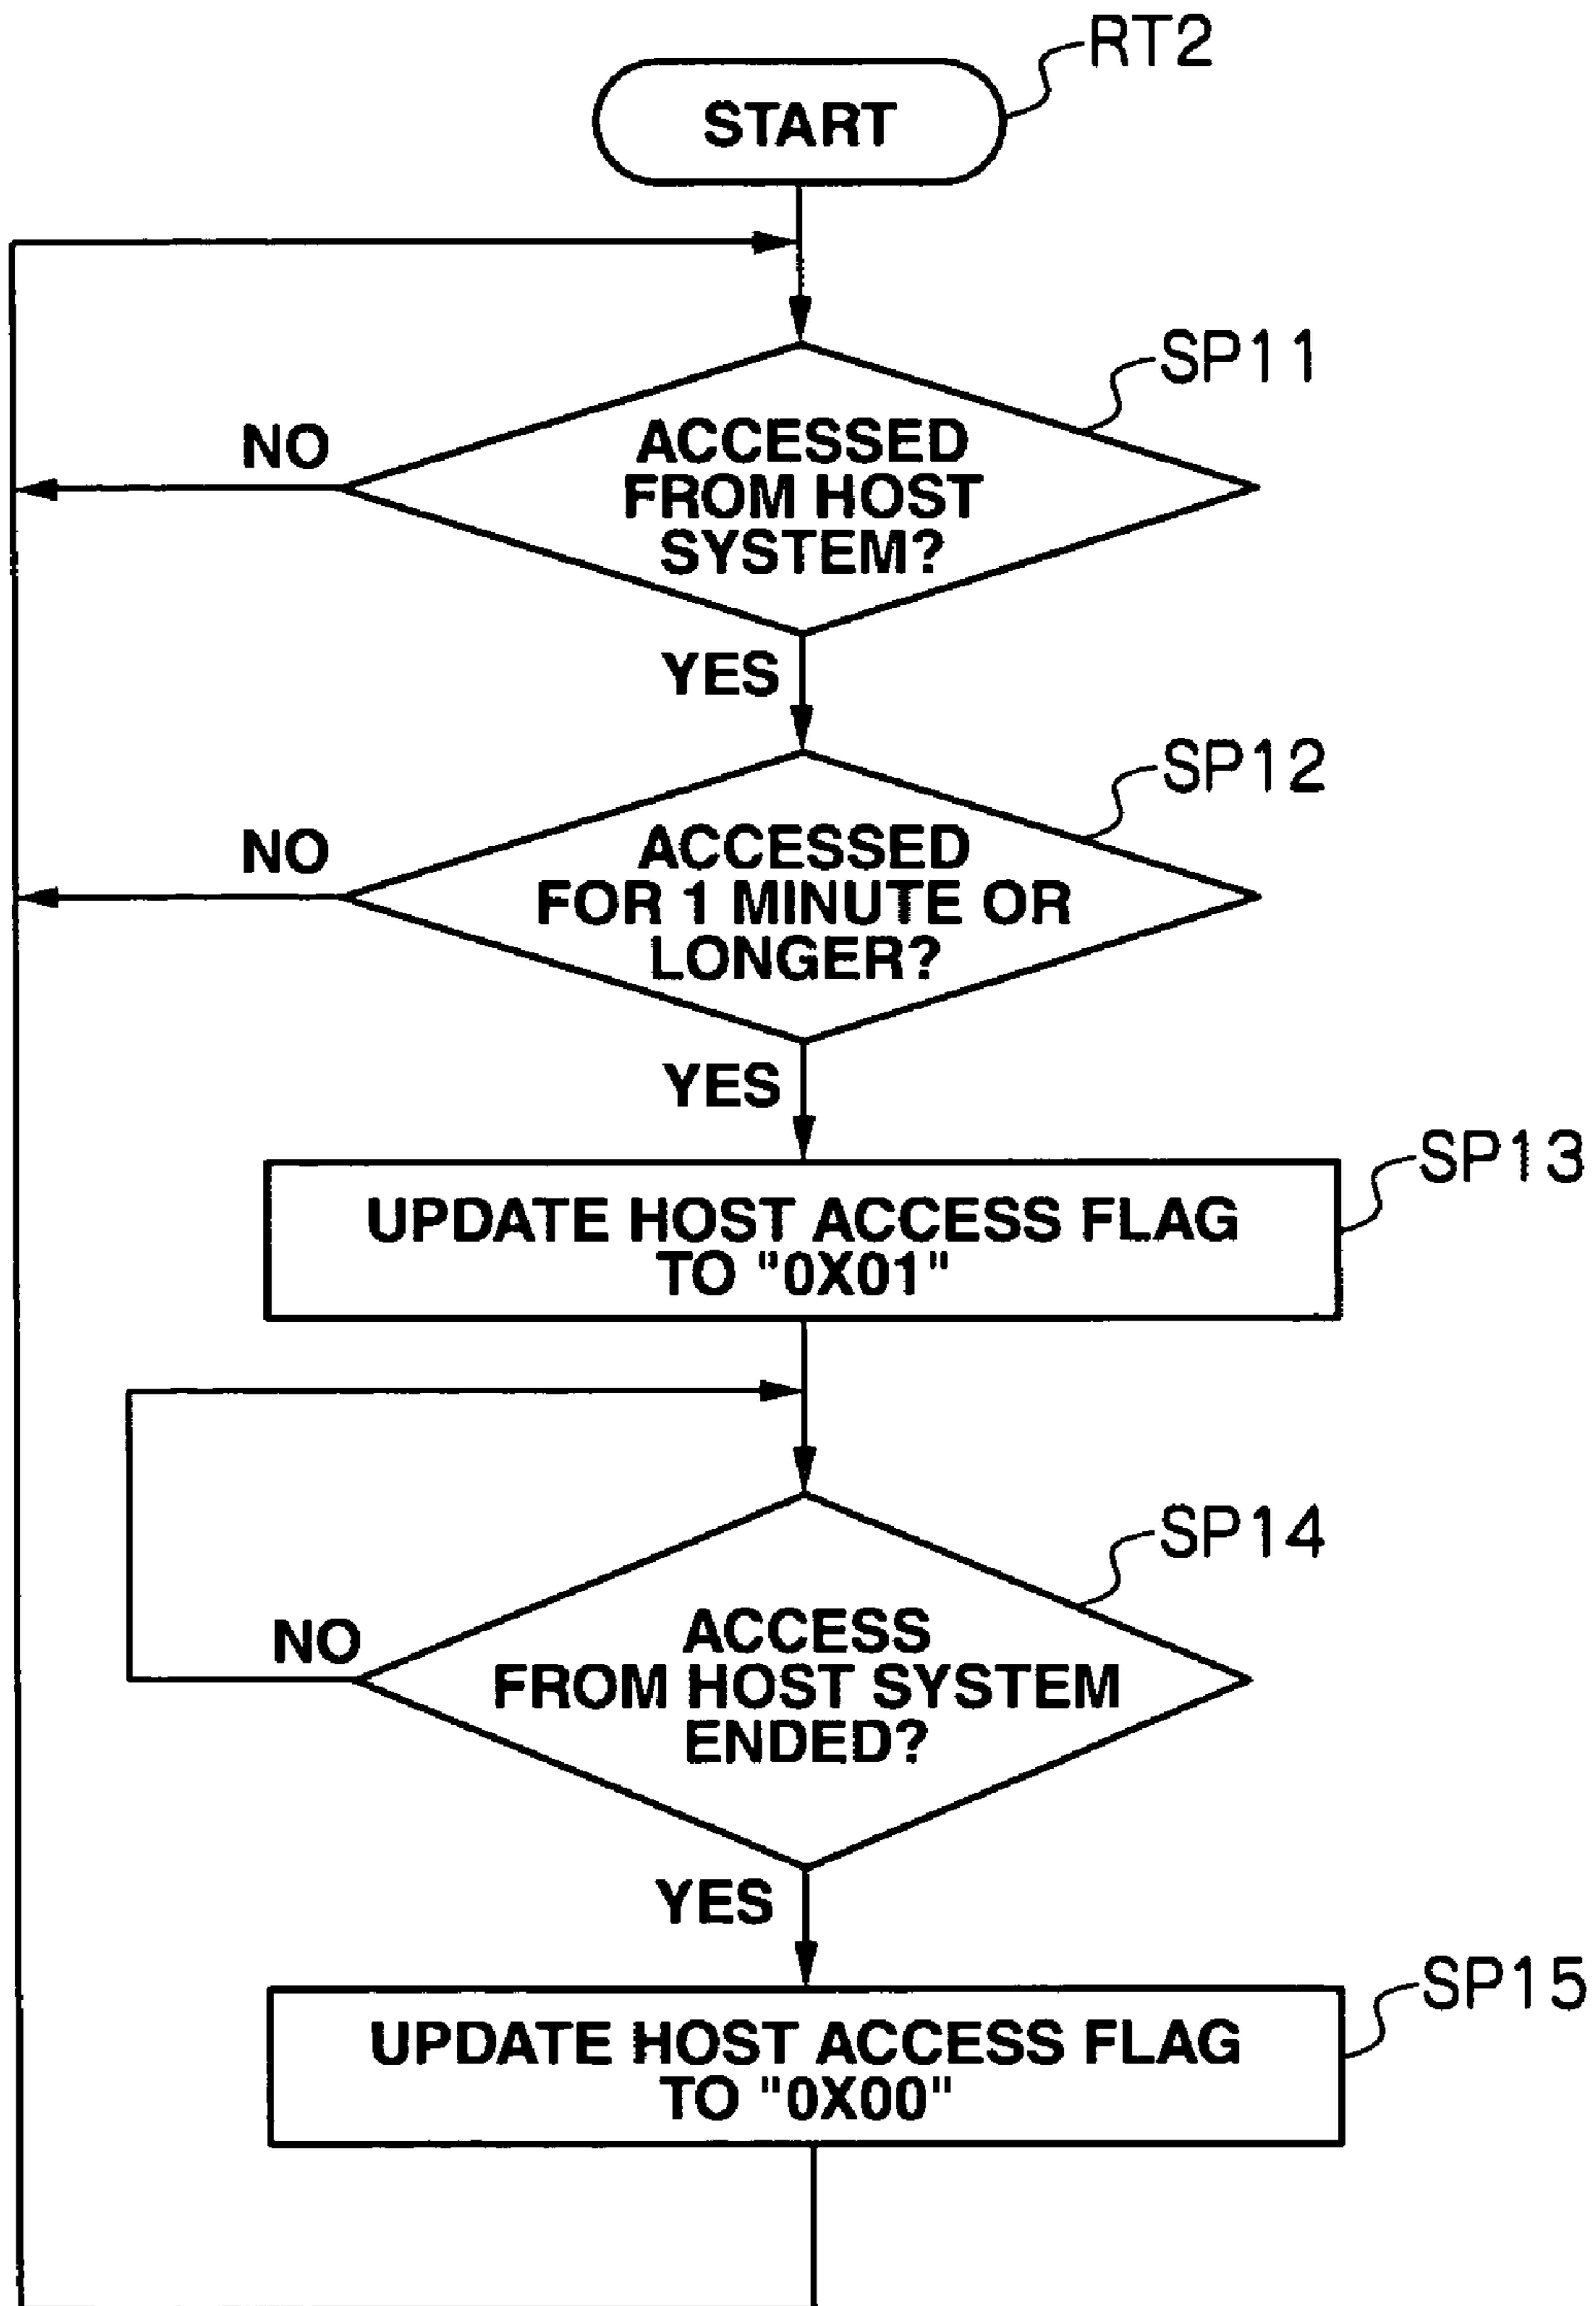 RT2
START
SP11
NO
ACCESSED
FROM HOST
SYSTEM?
YES
SP12
NO
ACCESSED
FOR 1 MINUTE OR
LONGER?
YES
SP13
UPDATE HOST ACCESS FLAG
TO "0X01"
SP14
NO
ACCESS
FROM HOST SYSTEM
ENDED?
YES
SP15
UPDATE HOST ACCESS FLAG
TO "0X00"